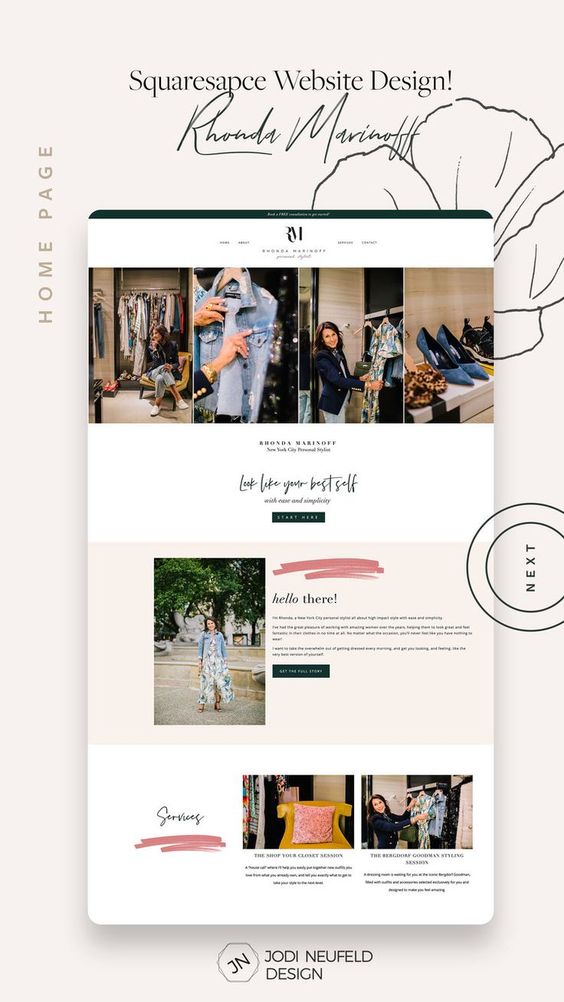 Squaresapce Website Design!
Rhonda Marinoff
HOME PAGE
Book a FREE consultation to get started!
HOME ABOUT
RM
SERVICES CONTACT
RHONDA MARINOFF
personal stylist
RHONDA MARINOFF
New York City Personal Stylist
Look like your best self
with ease and simplicity
START HERE
NEXT
hello there!
I'm Rhonda, a New York City personal stylist all about high impact style with ease and simplicity.
I've had the great pleasure of working with amazing women over the years, helping them to look great and feel
fantastic in their clothes in no time at all. No matter what the occasion, you'll never feel like you have nothing to
wear!
I want to take the overwhelm out of getting dressed every morning, and get you looking, and feeling, like the
very best version of yourself.
GET THE FULL STORY
Services
THE SHOP YOUR CLOSET SESSION
A "house call" where I'll help you easily put together new outfits you
love from what you already own, and tell you exactly what to get
to take your style to the next level.
THE BERGDORF GOODMAN STYLING
SESSION
A dressing room is waiting for you at the iconic Bergdorf Goodman,
filled with outfits and accessories selected exclusively for you and
designed to make you feel amazing
JN
JODI NEUFELD
DESIGN